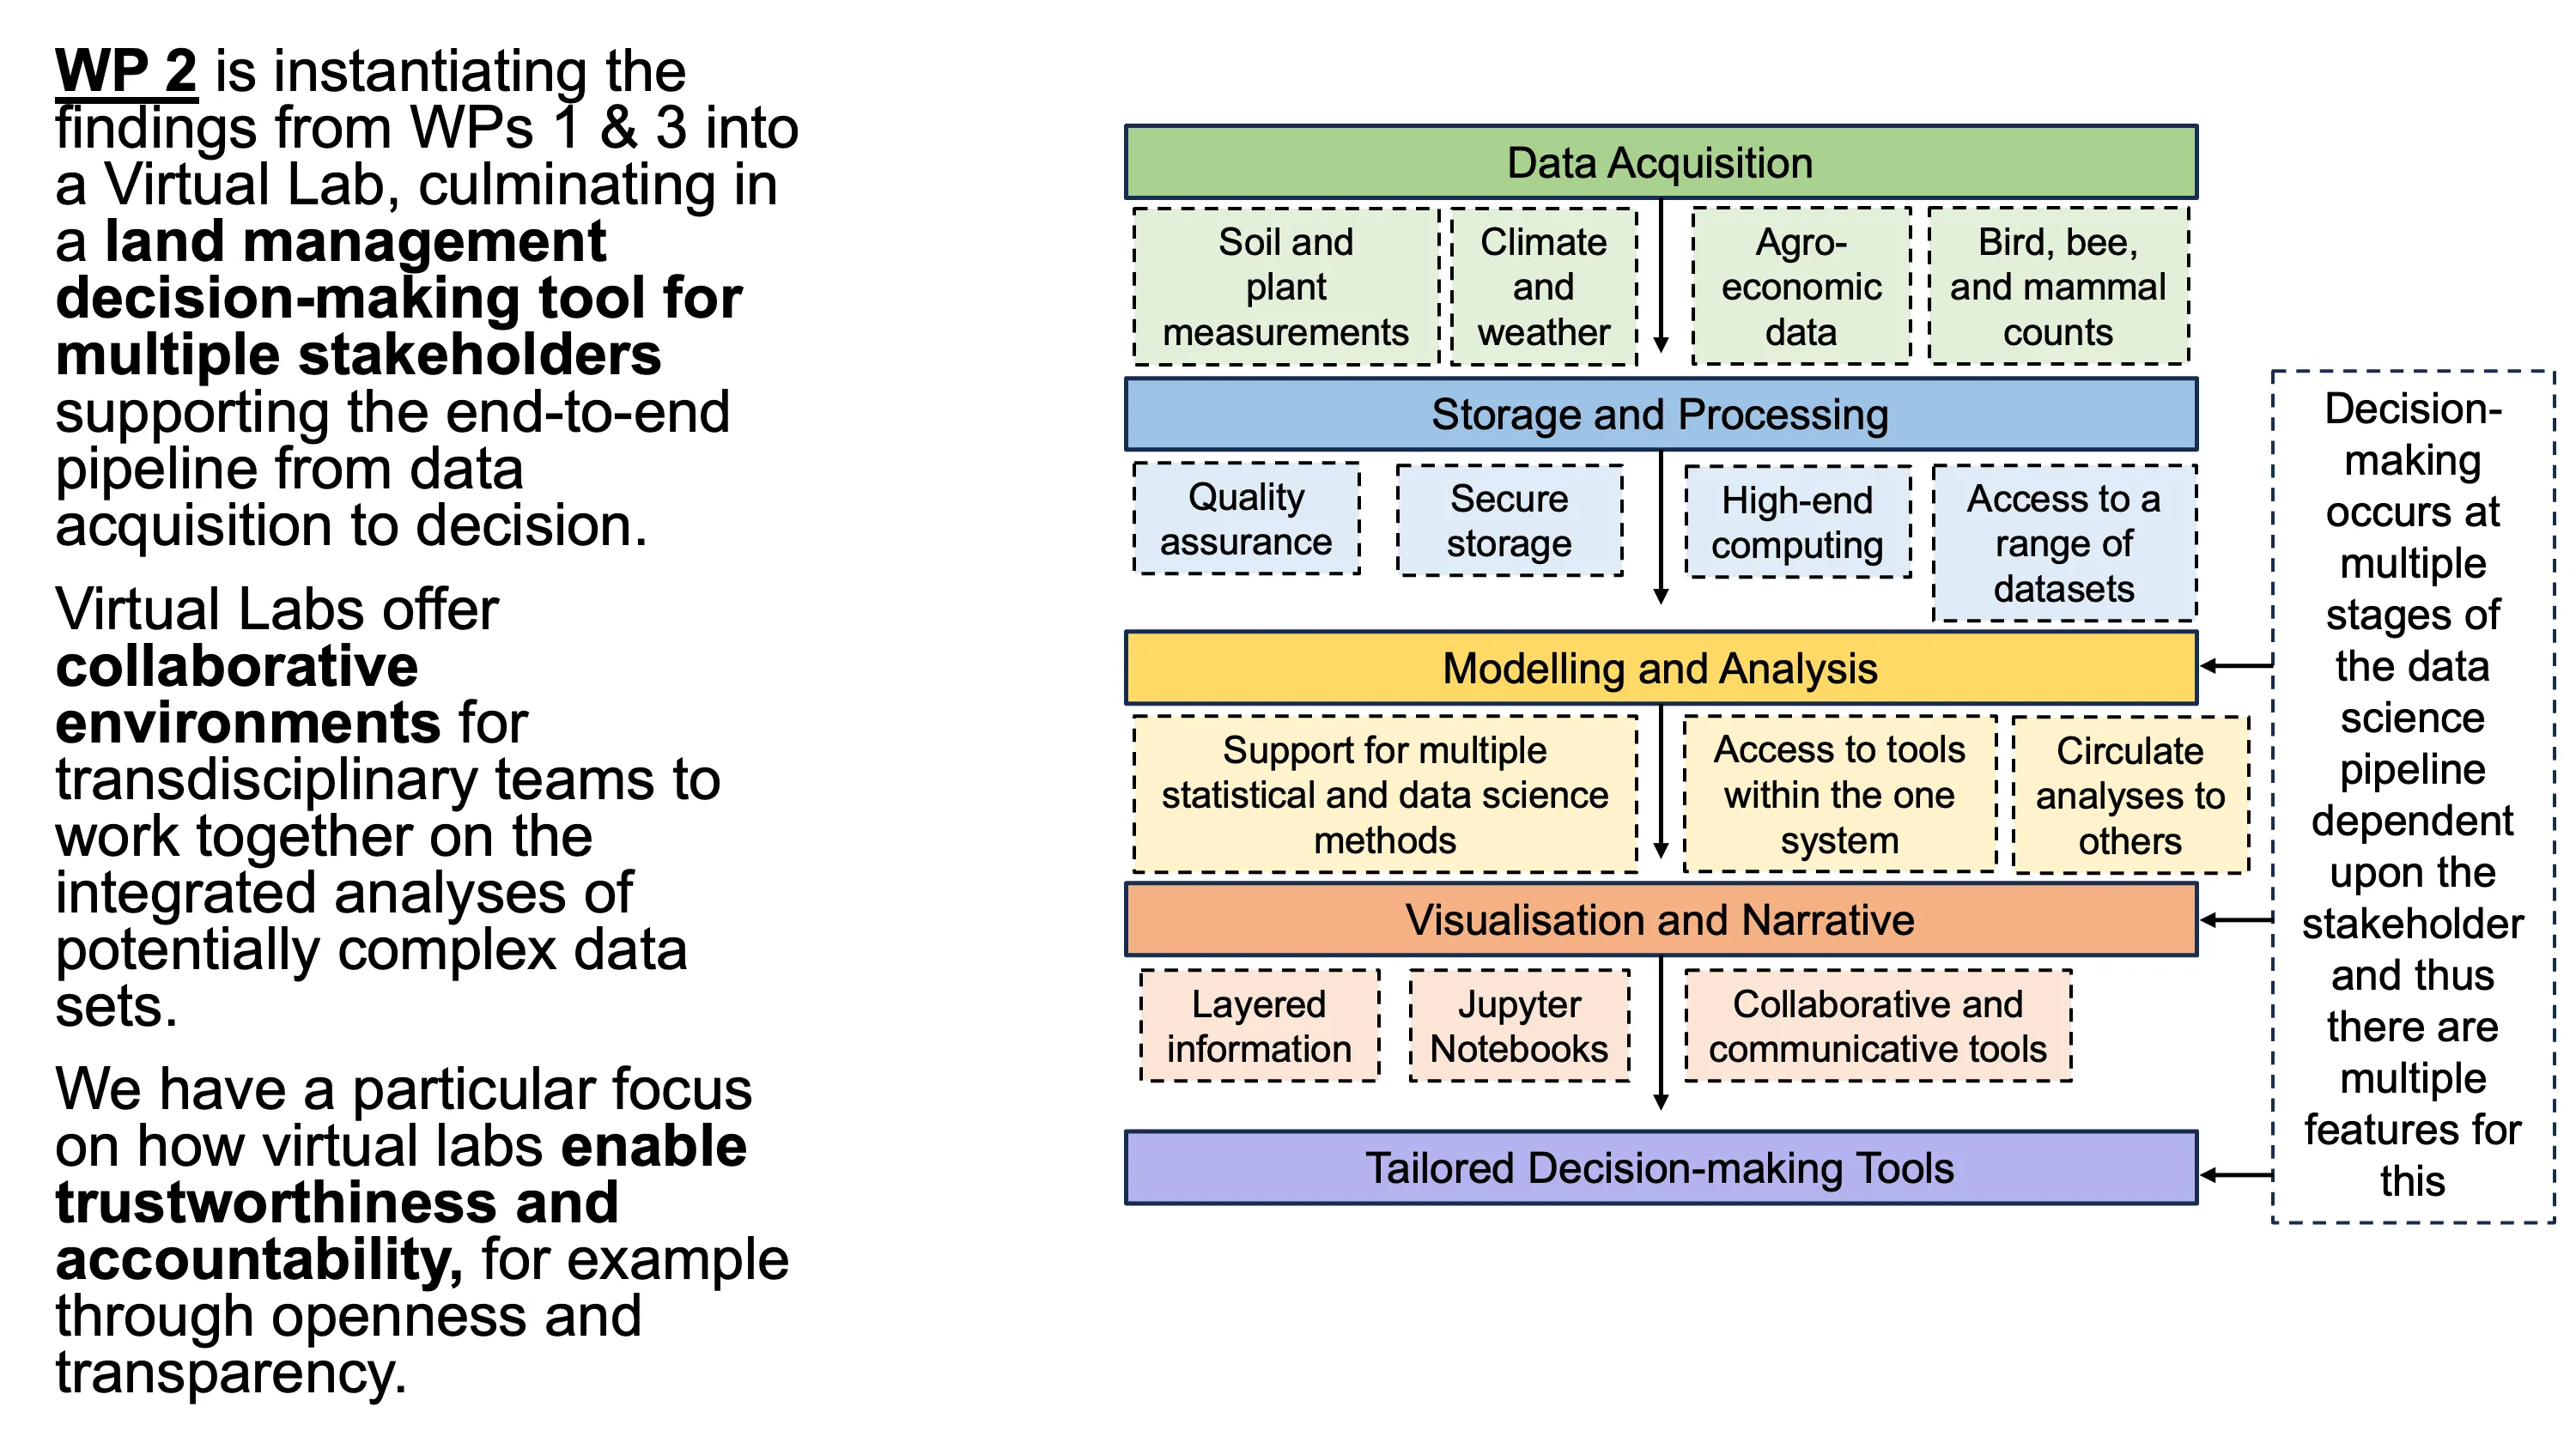 WP 2 is instantiating the
findings from WPs 1 & 3 into
a Virtual Lab, culminating in
a land management
decision-making tool for
multiple stakeholders
supporting the end-to-end
pipeline from data
acquisition to decision.
Virtual Labs offer
collaborative
environments for
transdisciplinary teams to
work together on the
integrated analyses of
potentially complex data
sets.
We have a particular focus
on how virtual labs enable
trustworthiness and
accountability, for example
through openness and
transparency.
Data Acquisition
Soil and
plant
measurements
Climate
and
weather
Agro-
economic
data
Bird, bee,
and mammal
counts
Storage and Processing
Quality
assurance
Secure
storage
High-end
computing
Access to a
range of
datasets
Modelling and Analysis
Support for multiple
statistical and data science
methods
Access to tools
within the one
system
Circulate
analyses to
others
Visualisation and Narrative
Layered
information
Jupyter
Notebooks
Collaborative and
communicative tools
Tailored Decision-making Tools
Decision-
making
occurs at
multiple
stages of
the data
science
pipeline
dependent
upon the
stakeholder
and thus
there are
multiple
features for
this